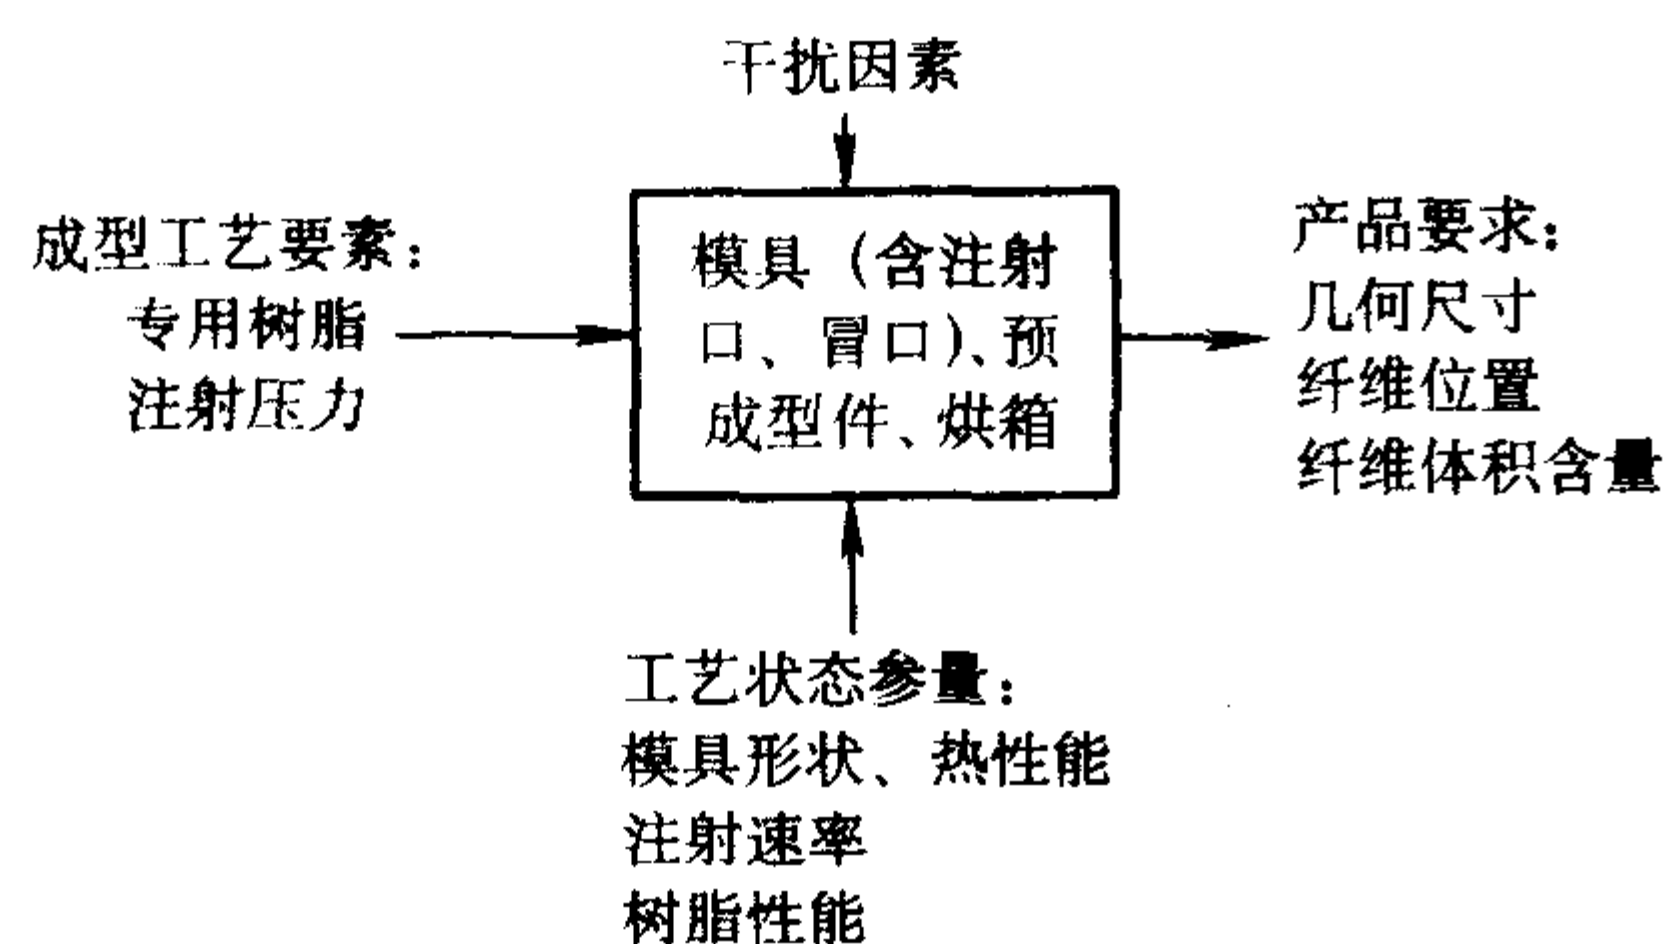 干扰因素
成型工艺要素：
专用树脂
注射压力
模具（含注射
口、冒口)、预
成型件、烘箱
产品要求：
几何尺寸
纤维位置
纤维体积含量
工艺状态参量：
模具形状、热性能
注射速率
树脂性能